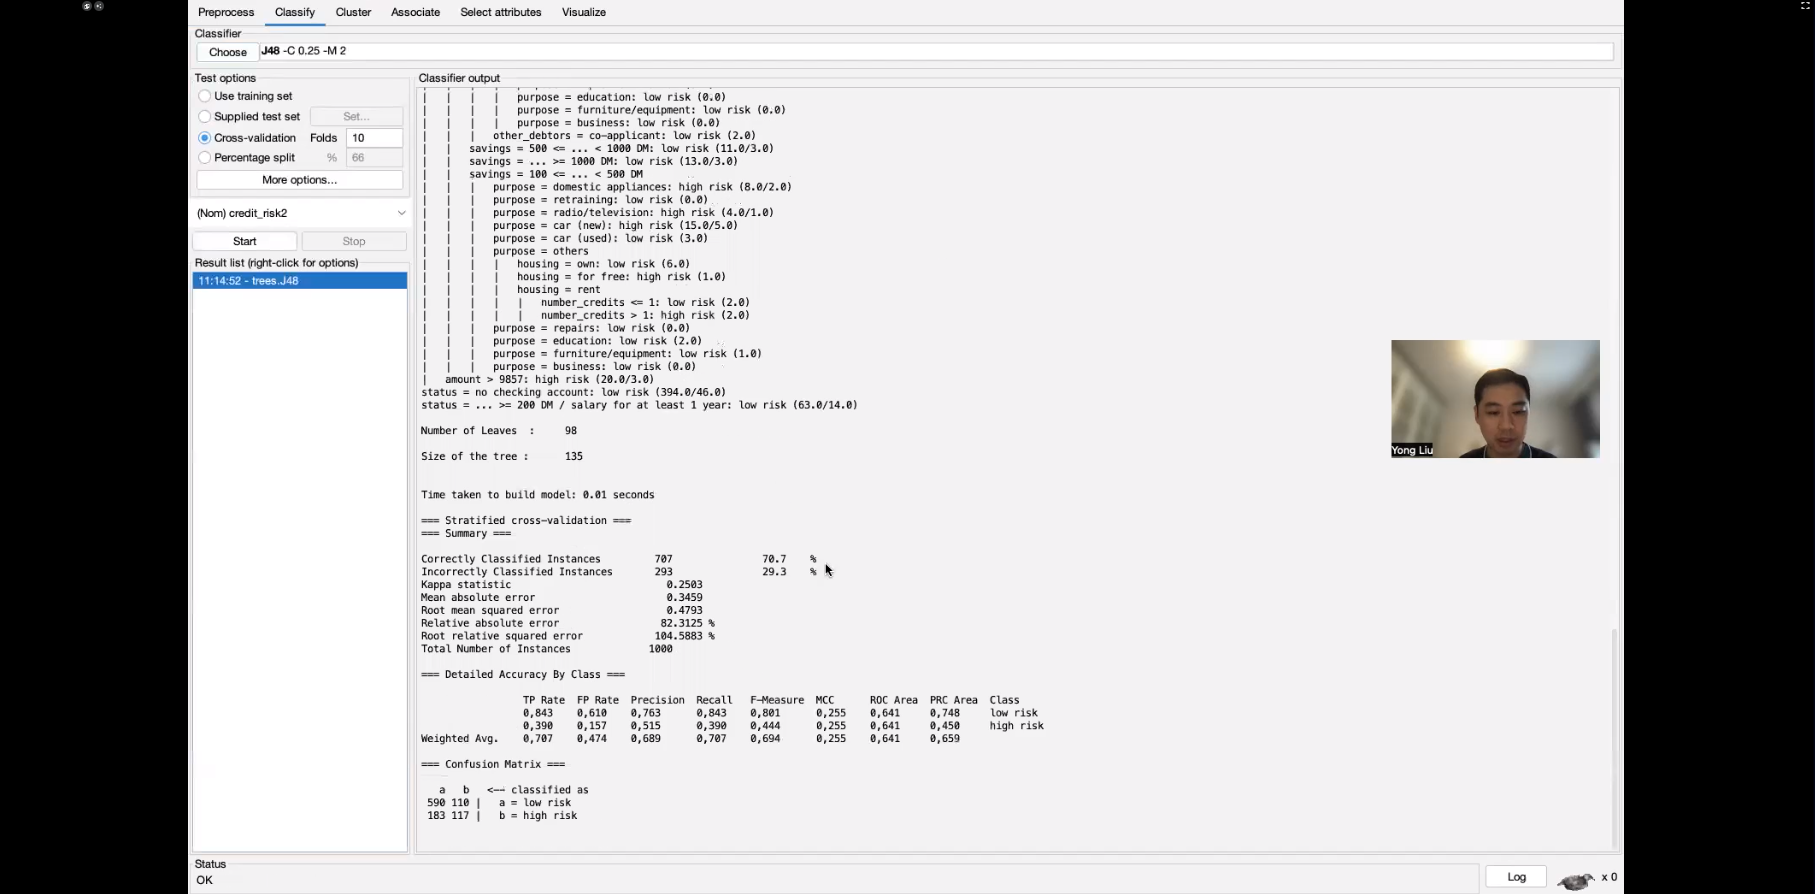 Preprocess Classify Cluster Associate Select attributes Visualize
Classifier
Choose J48 -C 0.25 -M 2
Test options
Use training set
Supplied test set Set...
Cross-validation Folds 10
Percentage split % 66
More options...
(Nom) credit_risk2
Start Stop
Result list (right-click for options)
11:14:52 - trees.J48
Classifier output
| | | | purpose = education: low risk (0.0)
| | | | purpose = furniture/equipment: low risk (0.0)
| | | | purpose = business: low risk (0.0)
| | | other_debtors = co-applicant: low risk (2.0)
| | savings = 500 <= ... < 1000 DM: low risk (11.0/3.0)
| | savings = ... >= 1000 DM: low risk (13.0/3.0)
| | savings = 100 <= ... < 500 DM
| | | purpose = domestic appliances: high risk (8.0/2.0)
| | | purpose = retraining: low risk (0.0)
| | | purpose = radio/television: high risk (4.0/1.0)
| | | purpose = car (new): high risk (15.0/5.0)
| | | purpose = car (used): low risk (3.0)
| | | purpose = others
| | | | housing = own: low risk (6.0)
| | | | housing = for free: high risk (1.0)
| | | | housing = rent
| | | | | number_credits <= 1: low risk (2.0)
| | | | | number_credits > 1: high risk (2.0)
| | | purpose = repairs: low risk (0.0)
| | | purpose = education: low risk (2.0)
| | | purpose = furniture/equipment: low risk (1.0)
| | | purpose = business: low risk (0.0)
| amount > 9857: high risk (20.0/3.0)
status = no checking account: low risk (394.0/46.0)
status = ... >= 200 DM / salary for at least 1 year: low risk (63.0/14.0)
Number of Leaves : 98
Size of the tree : 135
Time taken to build model: 0.01 seconds
=== Stratified cross-validation ===
=== Summary ===
Correctly Classified Instances 707 70.7 %
Incorrectly Classified Instances 293 29.3 %
Kappa statistic 0.2503
Mean absolute error 0.3459
Root mean squared error 0.4793
Relative absolute error 82.3125 %
Root relative squared error 104.5883 %
Total Number of Instances 1000
=== Detailed Accuracy By Class ===
TP Rate FP Rate Precision Recall F-Measure MCC ROC Area PRC Area Class
0,843 0,610 0,763 0,843 0,801 0,255 0,641 0,748 low risk
0,390 0,157 0,515 0,390 0,444 0,255 0,641 0,450 high risk
Weighted Avg. 0,707 0,474 0,689 0,707 0,694 0,255 0,641 0,659
=== Confusion Matrix ===
a b <-- classified as
590 110 | a = low risk
183 117 | b = high risk
Yong Liu
Status
OK
Log x 0